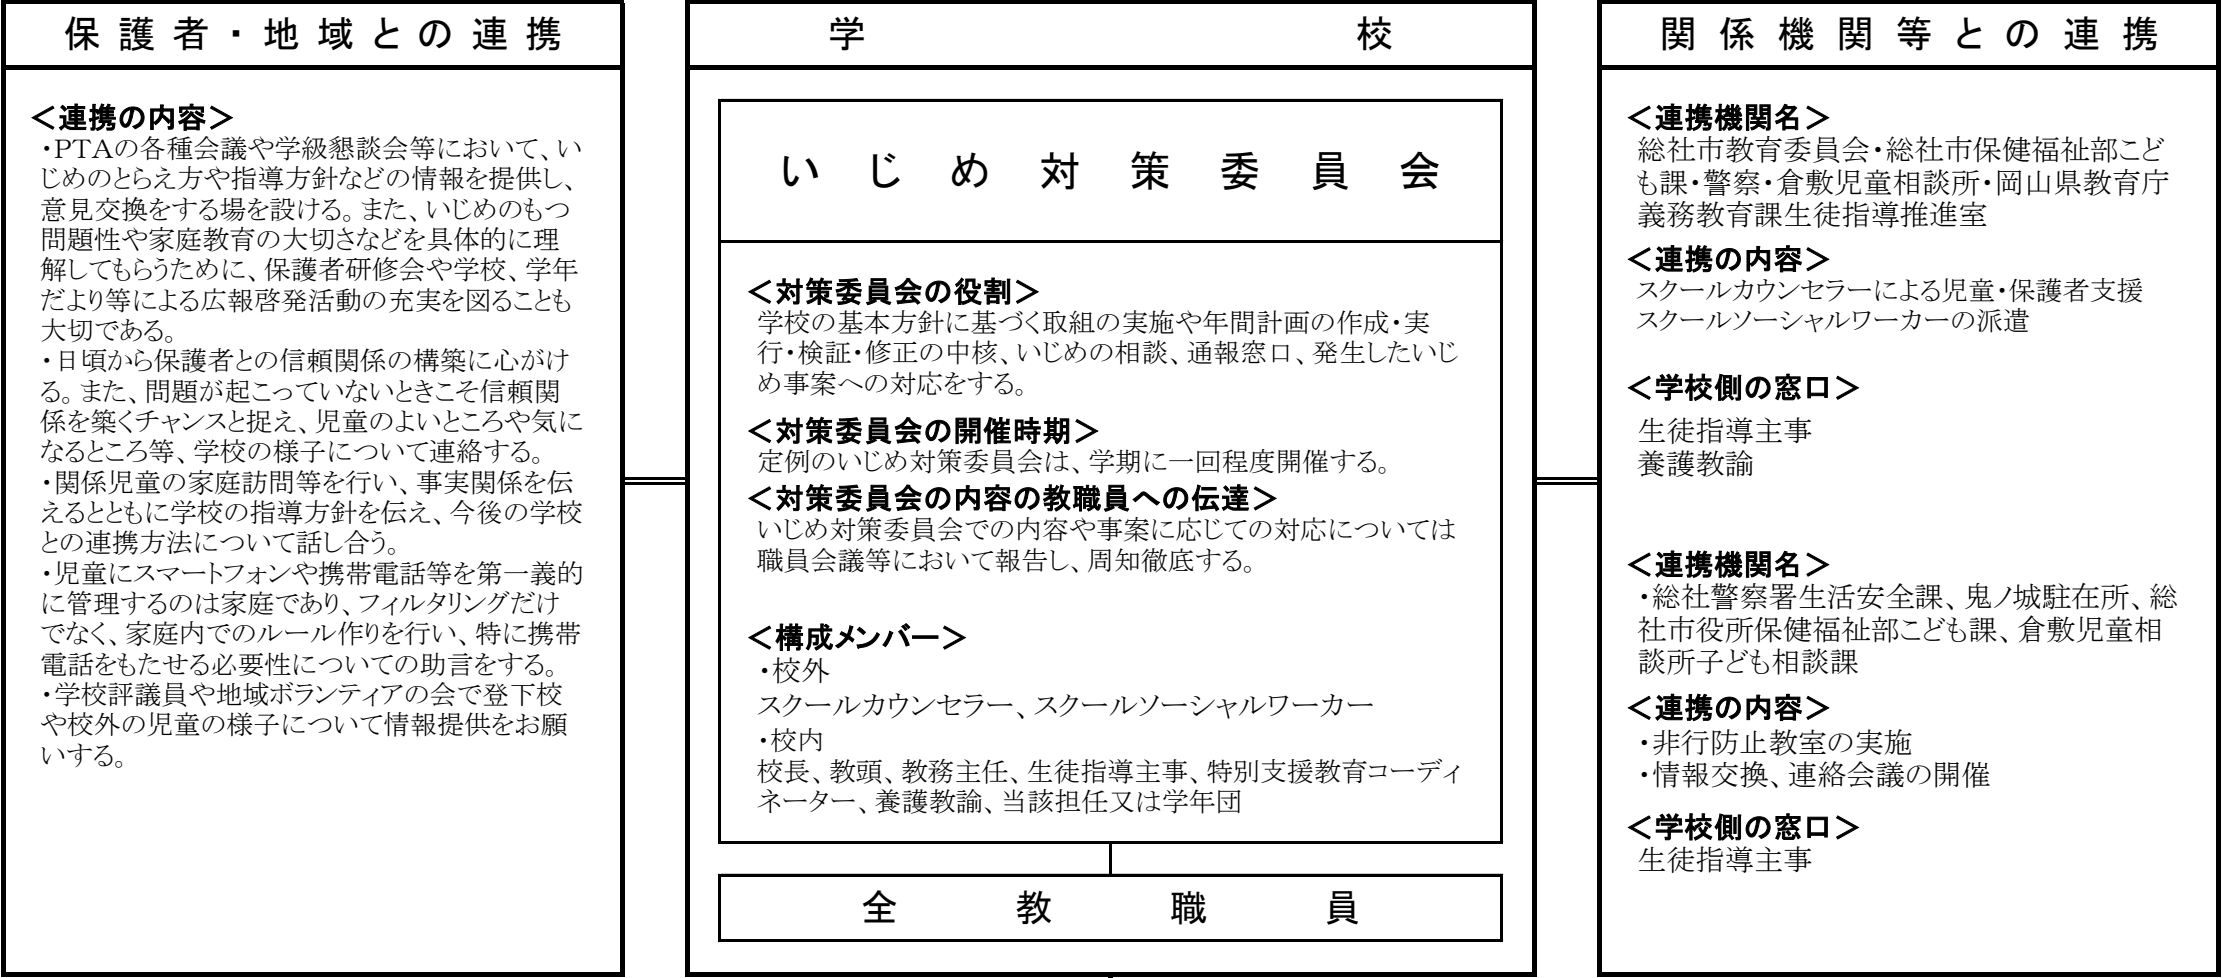 保護者・地域との連携
＜連携の内容＞
・PTAの各種会議や学級懇談会等において、い
じめのとらえ方や指導方針などの情報を提供し、
意見交換をする場を設ける。また、いじめのもつ
問題性や家庭教育の大切さなどを具体的に理
解してもらうために、保護者研修会や学校、学年
だより等による広報啓発活動の充実を図ることも
大切である。
・日頃から保護者との信頼関係の構築に心がけ
る。また、問題が起こっていないときこそ信頼関
係を築くチャンスと捉え、児童のよいところや気に
なるところ等、学校の様子について連絡する。
・関係児童の家庭訪問等を行い、事実関係を伝
えるとともに学校の指導方針を伝え、今後の学校
との連携方法について話し合う。
・児童にスマートフォンや携帯電話等を第一義的
に管理するのは家庭であり、フィルタリングだけ
でなく、家庭内でのルール作りを行い、特に携帯
電話をもたせる必要性についての助言をする。
・学校評議員や地域ボランティアの会で登下校
や校外の児童の様子について情報提供をお願
いする。
学校
いじめ対策委員会
＜対策委員会の役割＞
学校の基本方針に基づく取組の実施や年間計画の作成・実
行・検証・修正の中核、いじめの相談、通報窓口、発生したいじ
め事案への対応をする。
＜対策委員会の開催時期＞
定例のいじめ対策委員会は、学期に一回程度開催する。
＜対策委員会の内容の教職員への伝達＞
いじめ対策委員会での内容や事案に応じての対応については
職員会議等において報告し、周知徹底する。
＜構成メンバー＞
・校外
スクールカウンセラー、スクールソーシャルワーカー
・校内
校長、教頭、教務主任、生徒指導主事、特別支援教育コーディ
ネーター、養護教諭、当該担任又は学年団
全教職員
関係機関等との連携
＜連携機関名＞
総社市教育委員会・総社市保健福祉部こど
も課・警察・倉敷児童相談所・岡山県教育庁
義務教育課生徒指導推進室
＜連携の内容＞
スクールカウンセラーによる児童・保護者支援
スクールソーシャルワーカーの派遣
＜学校側の窓口＞
生徒指導主事
養護教諭
＜連携機関名＞
・総社警察署生活安全課、鬼ノ城駐在所、総
社市役所保健福祉部こども課、倉敷児童相
談所子ども相談課
＜連携の内容＞
・非行防止教室の実施
・情報交換、連絡会議の開催
＜学校側の窓口＞
生徒指導主事